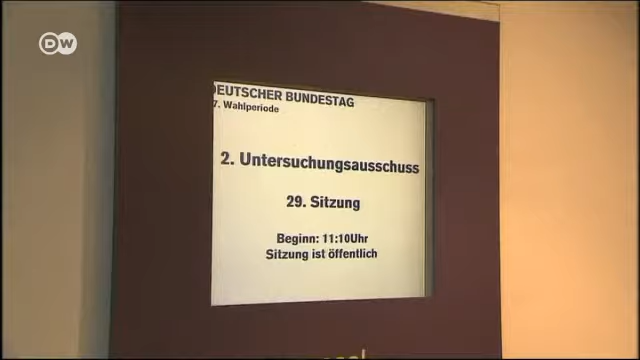 DW
DEUTSCHER BUNDESTAG
7. Wahlperiode
2. Untersuchungsausschuss
29. Sitzung
Beginn: 11:10Uhr
Sitzung ist öffentlich